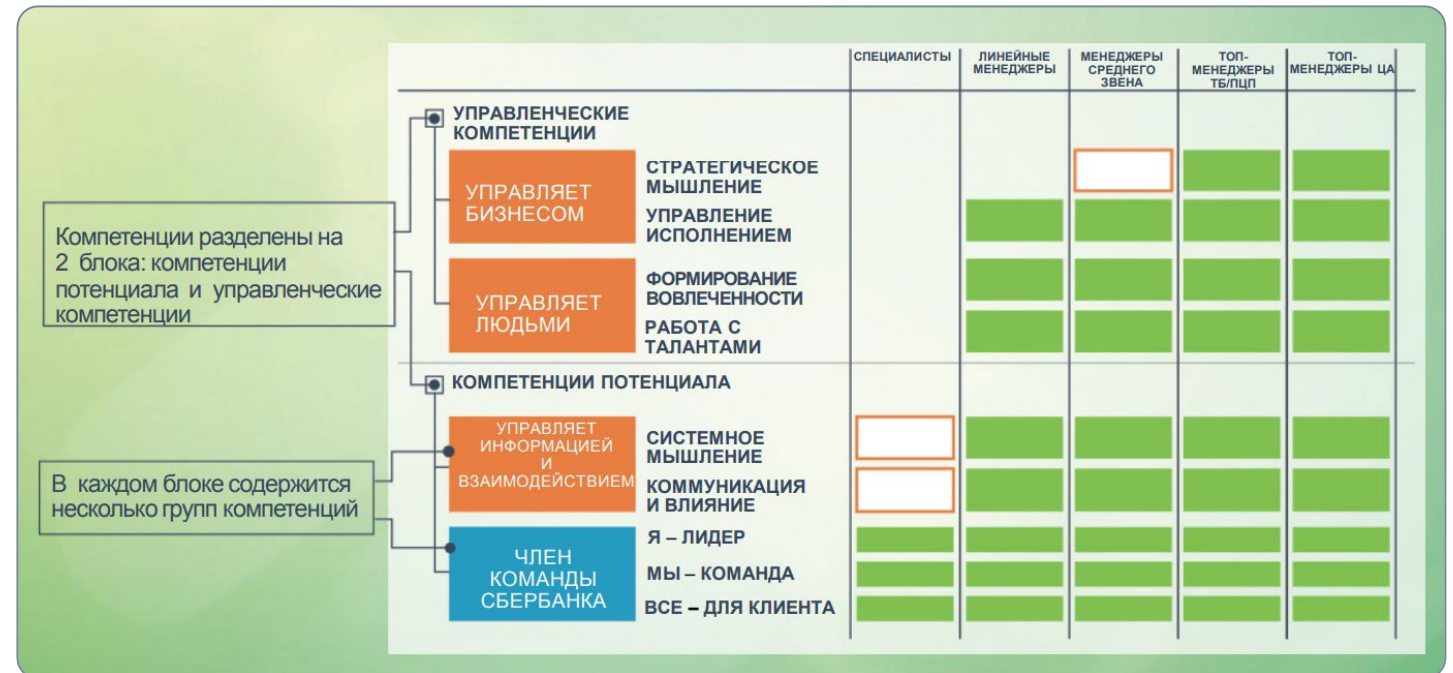 СПЕЦИАЛИСТЫ
ЛИНЕЙНЫЕ
МЕНЕДЖЕРЫ
МЕНЕДЖЕРЫ
СРЕДНЕГО
ЗВЕНА
ТОП-
МЕНЕДЖЕРЫ
ТБ/ПЦП
ТОП-
МЕНЕДЖЕРЫ ЦА
УПРАВЛЕНЧЕСКИЕ
КОМПЕТЕНЦИИ
УПРАВЛЯЕТ
БИЗНЕСОМ
СТРАТЕГИЧЕСКОЕ
МЫШЛЕНИЕ
УПРАВЛЕНИЕ
ИСПОЛНЕНИЕМ
Компетенции разделены на
2 блока: компетенции
потенциала и управленческие
компетенции
УПРАВЛЯЕТ
ЛЮДЬМИ
ФОРМИРОВАНИЕ
ВОВЛЕЧЕННОСТИ
РАБОТА С
ТАЛАНТАМИ
КОМПЕТЕНЦИИ ПОТЕНЦИАЛА
УПРАВЛЯЕТ
ИНФОРМАЦИЕЙ
И
ВЗАИМОДЕЙСТВИЕМ
СИСТЕМНОЕ
МЫШЛЕНИЕ
КОММУНИКАЦИЯ
И ВЛИЯНИЕ
В каждом блоке содержится
несколько групп компетенций
ЧЛЕН
КОМАНДЫ
СБЕРБАНКА
Я – ЛИДЕР
МЫ – КОМАНДА
ВСЕ – ДЛЯ КЛИЕНТА